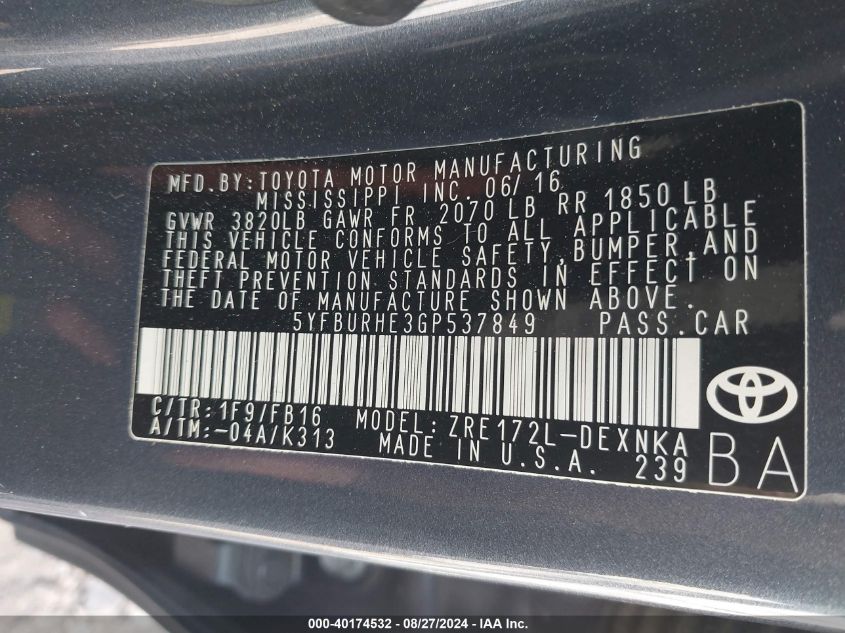 MFD. BY: TOYOTA MOTOR MANUFACTURING
MISSISSIPPI INC. 06/16
GVWR 3820LB GAWR FR 2070 LB RR 1850 LB
THIS VEHICLE CONFORMS TO ALL APPLICABLE
FEDERAL MOTOR VEHICLE SAFETY, BUMPER, AND
THEFT PREVENTION STANDARDS IN EFFECT ON
THE DATE OF MANUFACTURE SHOWN ABOVE.
5YFBURHE3GP537849 PASS. CAR
C/TR: 1F9/FB16 MODEL: ZRE172L-DEXNKA
A/TM: -04A/K313 MADE IN U.S.A. 239 BA
000-40174532 - 08/27/2024 - IAA Inc.